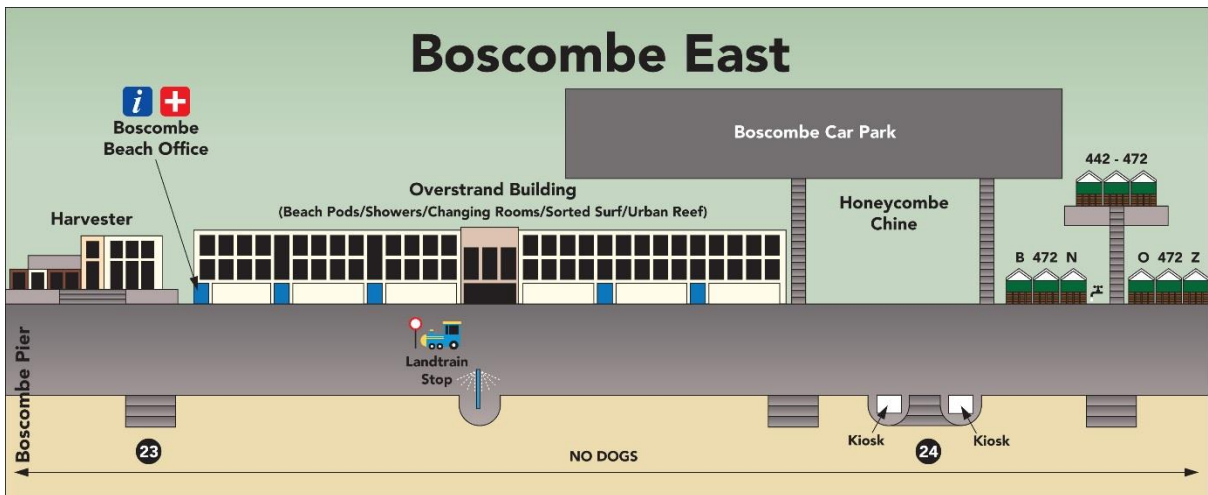 Boscombe East
i
Boscombe
Beach Office
Boscombe Car Park
442 - 472
Overstrand Building
(Beach Pods/Showers/Changing Rooms/Sorted Surf/Urban Reef)
Harvester
Honeycombe
Chine
B 472 N
O 472 Z
Landtrain
Stop
Boscombe Pier
Kiosk
Kiosk
23
24
NO DOGS